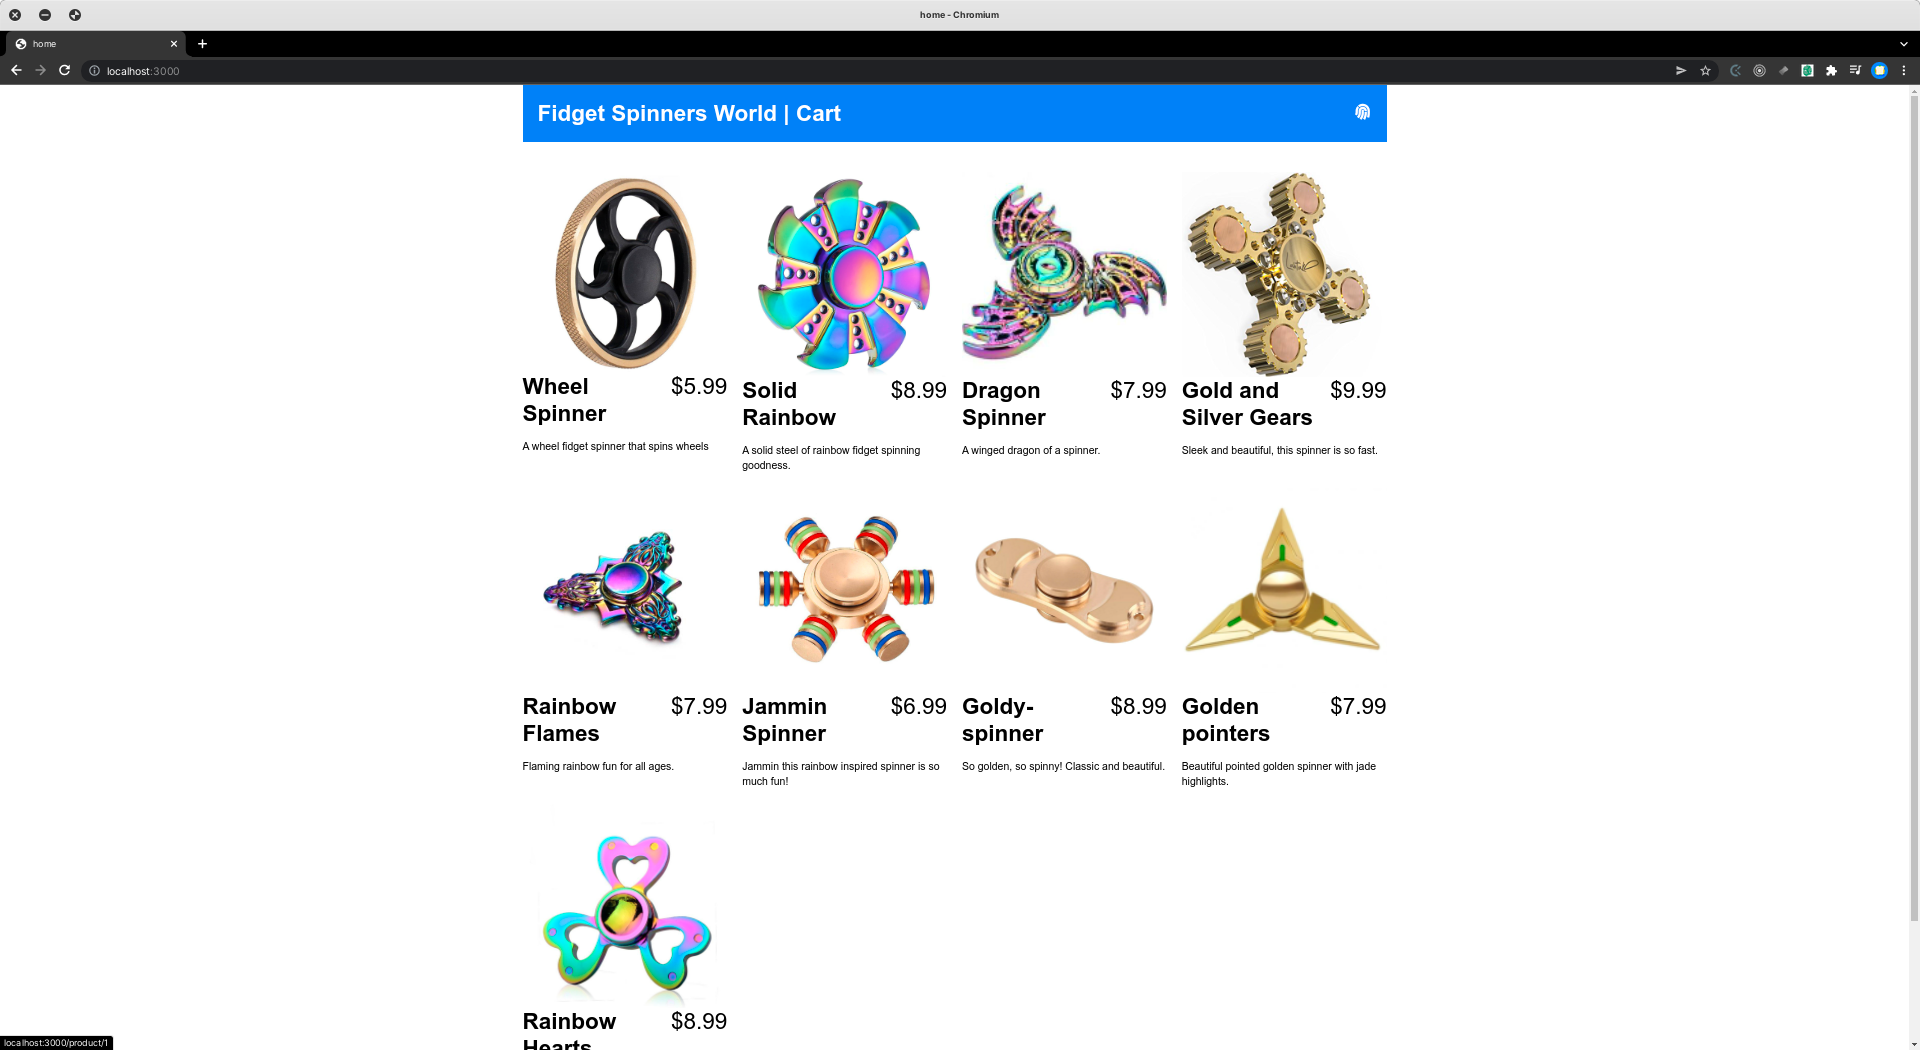 home - Chromium
home
localhost:3000
Fidget Spinners World | Cart
Wheel
Spinner
$5.99
A wheel fidget spinner that spins wheels
Solid
Rainbow
$8.99
A solid steel of rainbow fidget spinning
goodness.
Dragon
Spinner
$7.99
A winged dragon of a spinner.
Gold and
Silver Gears
$9.99
Sleek and beautiful, this spinner is so fast.
Rainbow
Flames
$7.99
Flaming rainbow fun for all ages.
Jammin
Spinner
$6.99
Jammin this rainbow inspired spinner is so
much fun!
Goldy-
spinner
$8.99
So golden, so spinny! Classic and beautiful.
Golden
pointers
$7.99
Beautiful pointed golden spinner with jade
highlights.
Rainbow
Hearts
$8.99
localhost:3000/product/1